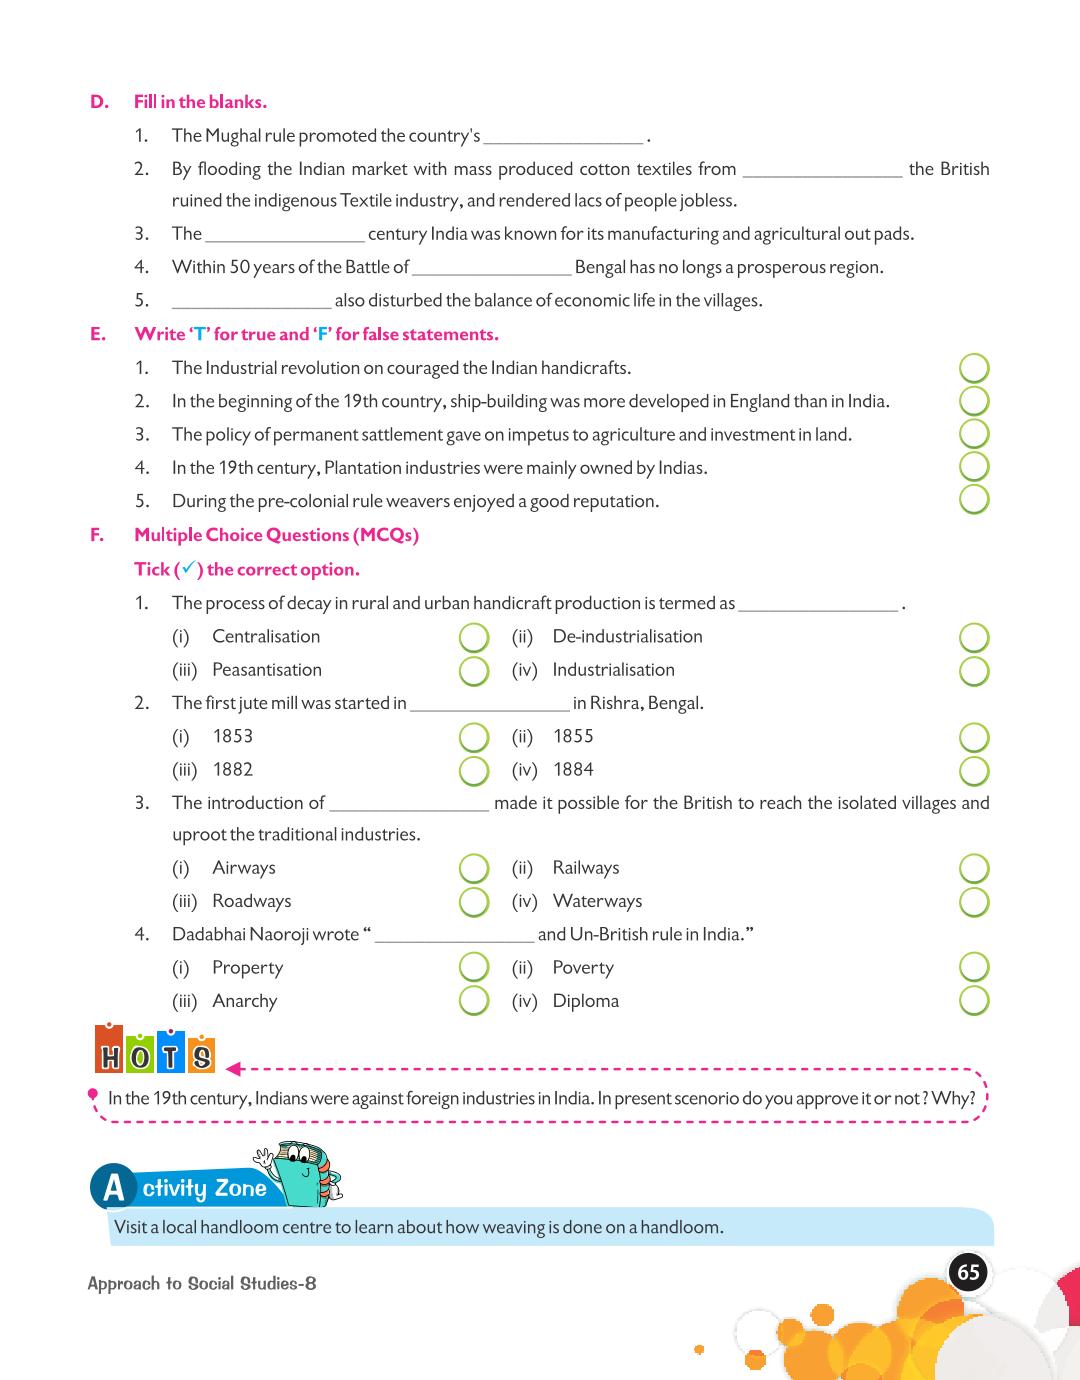 D. Fill in the blanks.
1. The Mughal rule promoted the country's ________________ .
2. By flooding the Indian market with mass produced cotton textiles from ________________ the British
ruined the indigenous Textile industry, and rendered lacs of people jobless.
3. The ________________ century India was known for its manufacturing and agricultural out pads.
4. Within 50 years of the Battle of ________________ Bengal has no longs a prosperous region.
5. ________________ also disturbed the balance of economic life in the villages.
E. Write ‘T’ for true and ‘F’ for false statements.
1. The Industrial revolution on couraged the Indian handicrafts.
2. In the beginning of the 19th country, ship-building was more developed in England than in India.
3. The policy of permanent sattlement gave on impetus to agriculture and investment in land.
4. In the 19th century, Plantation industries were mainly owned by Indias.
5. During the pre-colonial rule weavers enjoyed a good reputation.
F. Multiple Choice Questions (MCQs)
Tick (✓) the correct option.
1. The process of decay in rural and urban handicraft production is termed as ________________ .
(i) Centralisation (ii) De-industrialisation
(iii) Peasantisation (iv) Industrialisation
2. The first jute mill was started in ________________ in Rishra, Bengal.
(i) 1853 (ii) 1855
(iii) 1882 (iv) 1884
3. The introduction of ________________ made it possible for the British to reach the isolated villages and
uproot the traditional industries.
(i) Airways (ii) Railways
(iii) Roadways (iv) Waterways
4. Dadabhai Naoroji wrote “ ________________ and Un-British rule in India.”
(i) Property (ii) Poverty
(iii) Anarchy (iv) Diploma
HOTS
In the 19th century, Indians were against foreign industries in India. In present scenorio do you approve it or not ? Why?
Activity Zone
Visit a local handloom centre to learn about how weaving is done on a handloom.
Approach to Social Studies-8
65